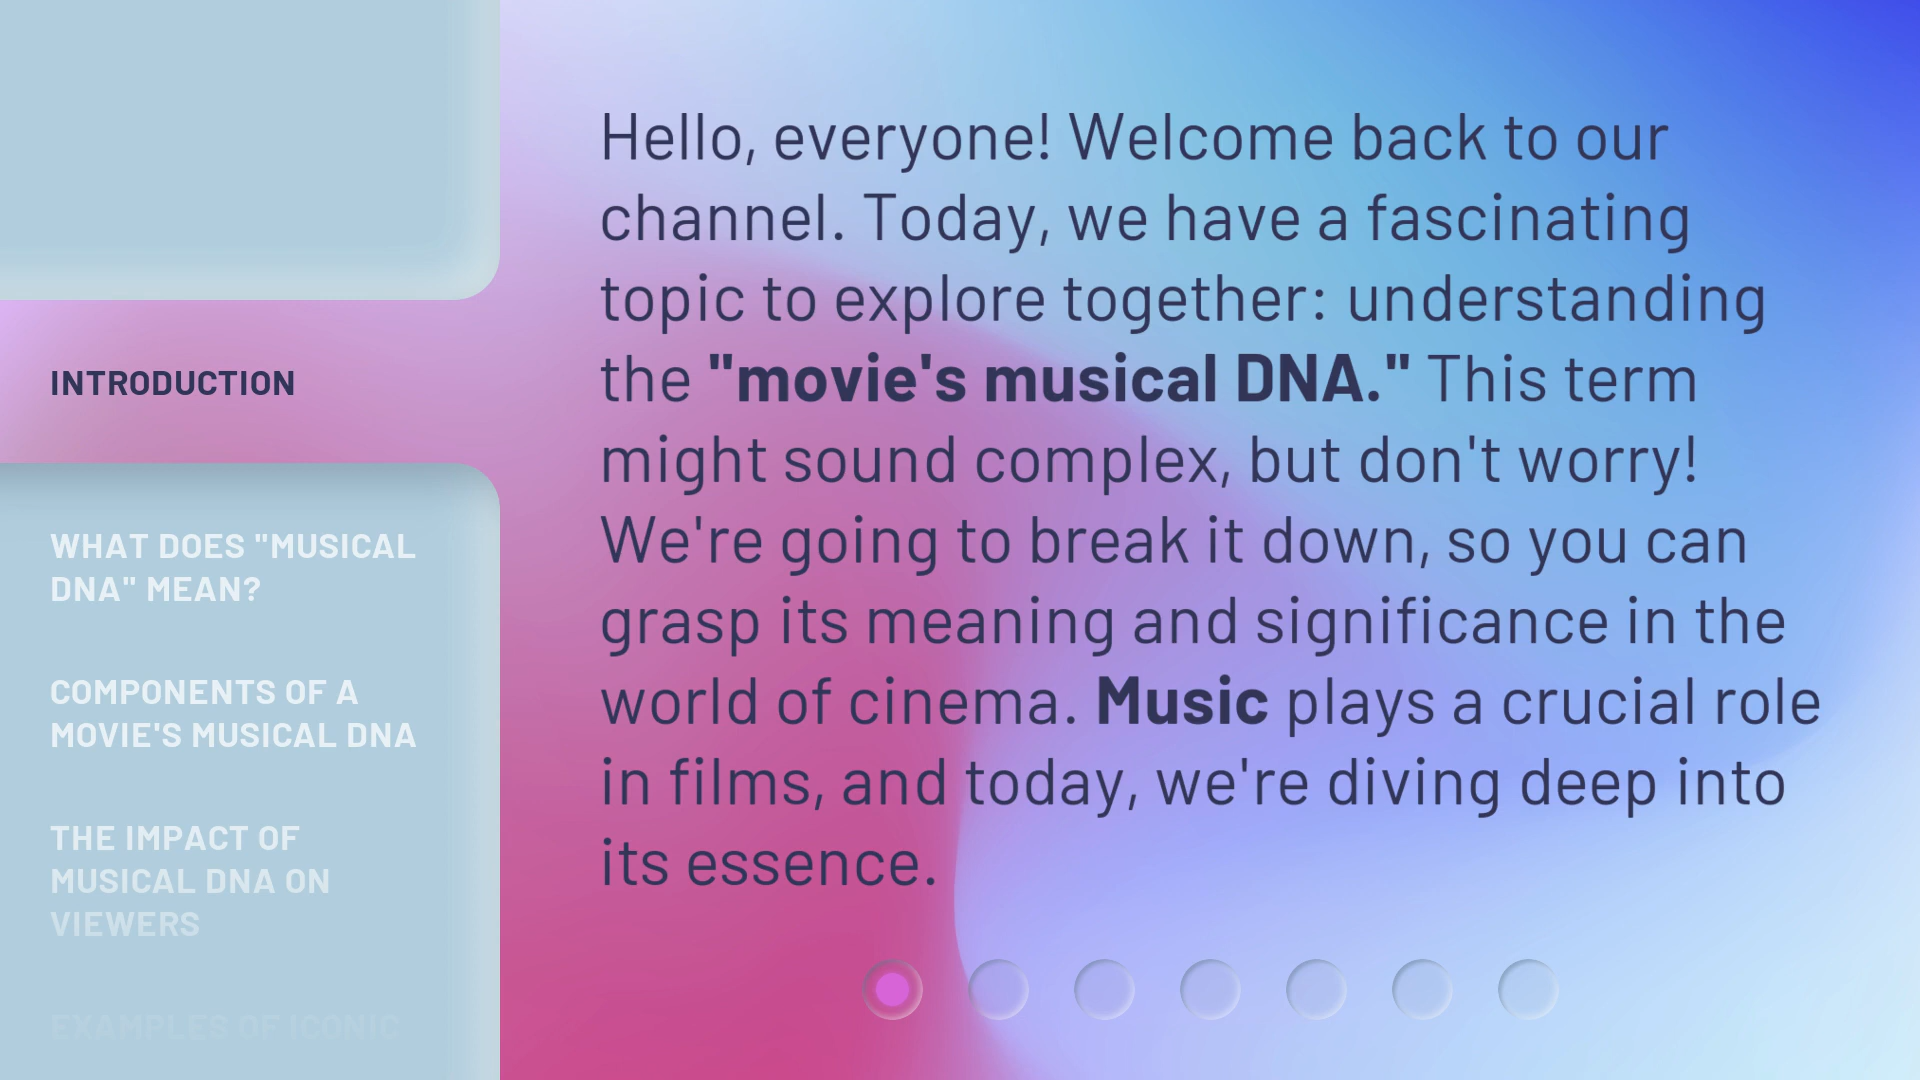 INTRODUCTION
WHAT DOES "MUSICAL
DNA" MEAN?
COMPONENTS OF A
MOVIE'S MUSICAL DNA
THE IMPACT OF
MUSICAL DNA ON
VIEWERS
EXAMPLES OF ICONIC
Hello, everyone! Welcome back to our
channel. Today, we have a fascinating
topic to explore together: understanding
the "movie's musical DNA." This term
might sound complex, but don't worry!
We're going to break it down, so you can
grasp its meaning and significance in the
world of cinema. Music plays a crucial role
in films, and today, we're diving deep into
its essence.